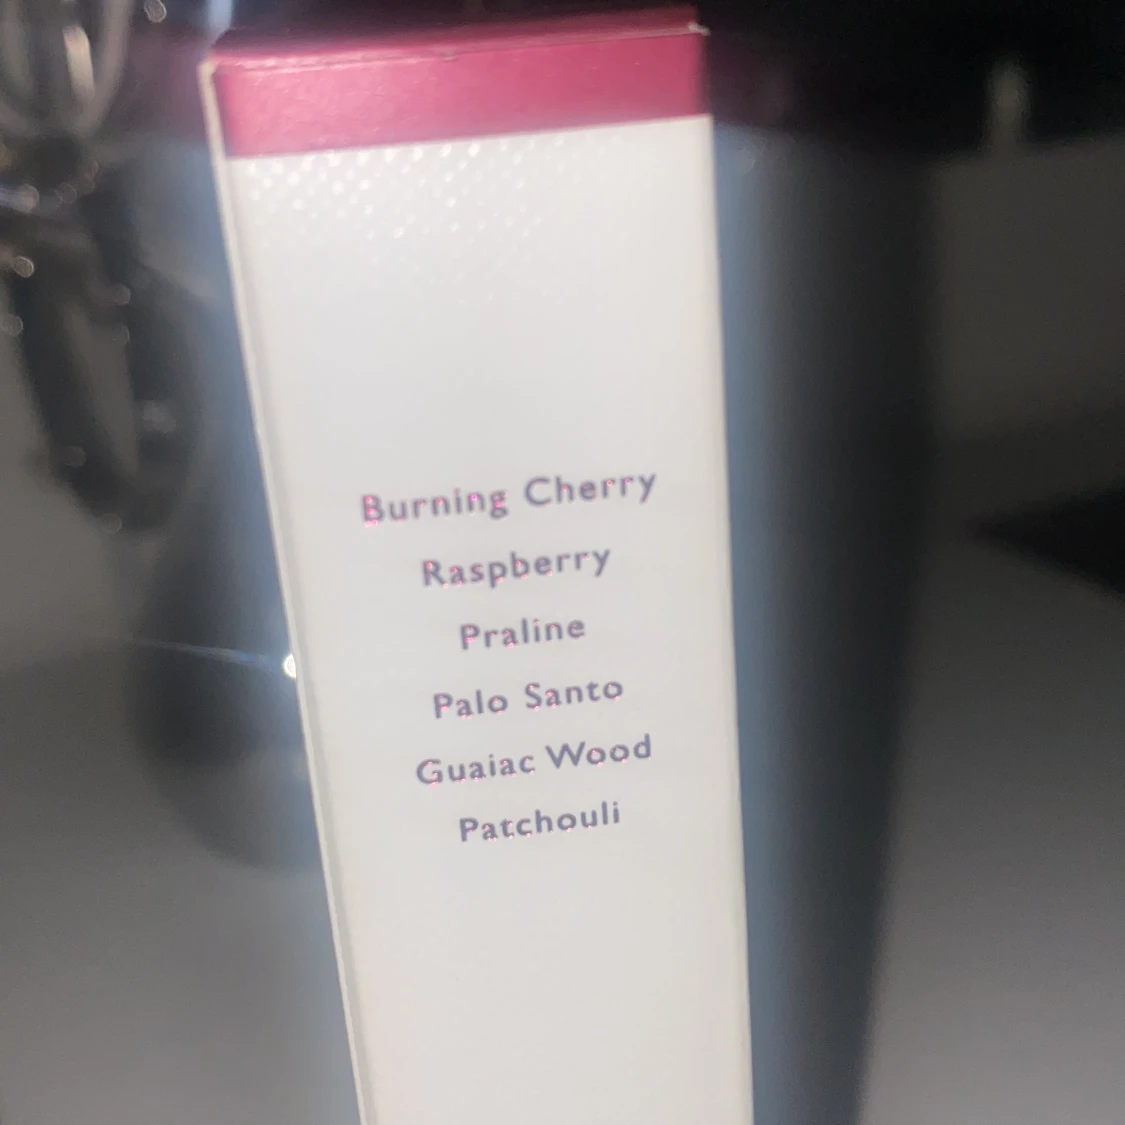 Burning Cherry
Raspberry
Praline
Palo Santo
Guaiac Wood
Patchouli